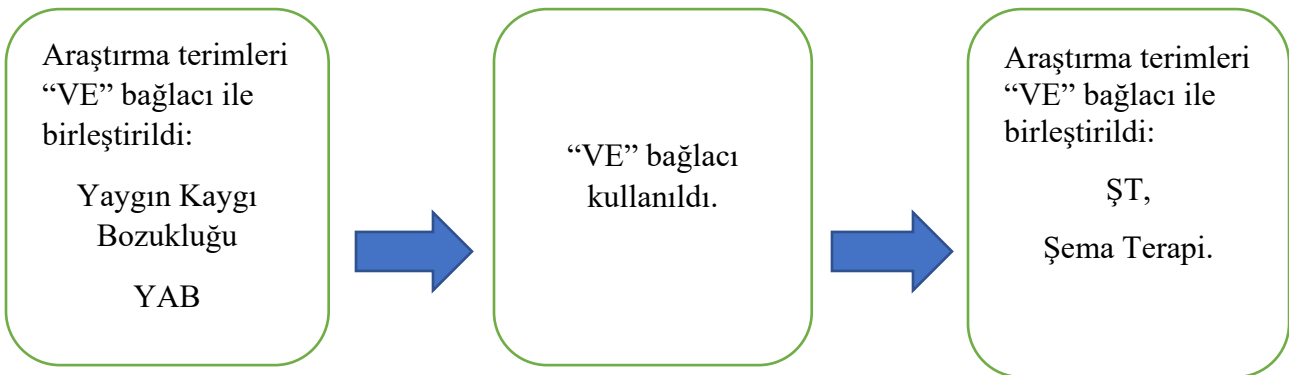 Araştırma terimleri
“VE” bağlacı ile
birleştirildi:
Yaygın Kaygı
Bozukluğu
YAB
“VE” bağlacı
kullanıldı.
Araştırma terimleri
“VE” bağlacı ile
birleştirildi:
ŞT,
Şema Terapi.